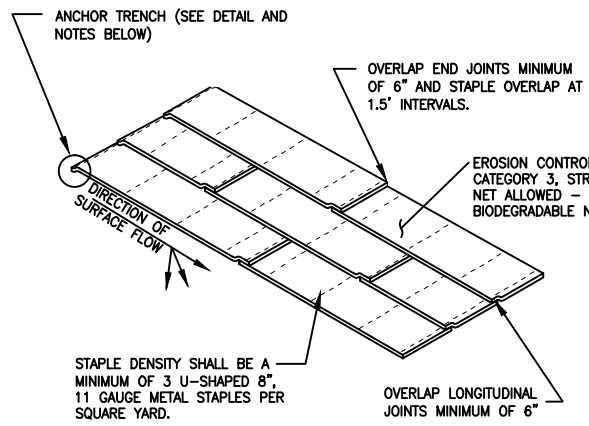 ANCHOR TRENCH (SEE DETAIL AND
NOTES BELOW)
OVERLAP END JOINTS MINIMUM
OF 6" AND STAPLE OVERLAP AT
1.5' INTERVALS.
EROSION
CATEGORY 3,
NET ALLOWED –
BIODEGRADABLE
DIRECTION OF
SURFACE FLOW
STAPLE DENSITY SHALL BE A
MINIMUM OF 3 U-SHAPED 8",
11 GAUGE METAL STAPLES PER
SQUARE YARD.
OVERLAP LONGITUDINAL
JOINTS MINIMUM OF 6"